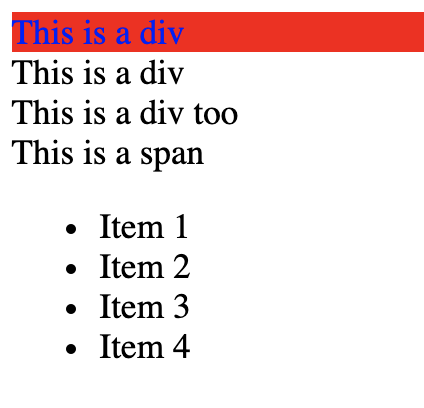 This is a div
This is a div
This is a div too
This is a span
• Item 1
• Item 2
• Item 3
• Item 4